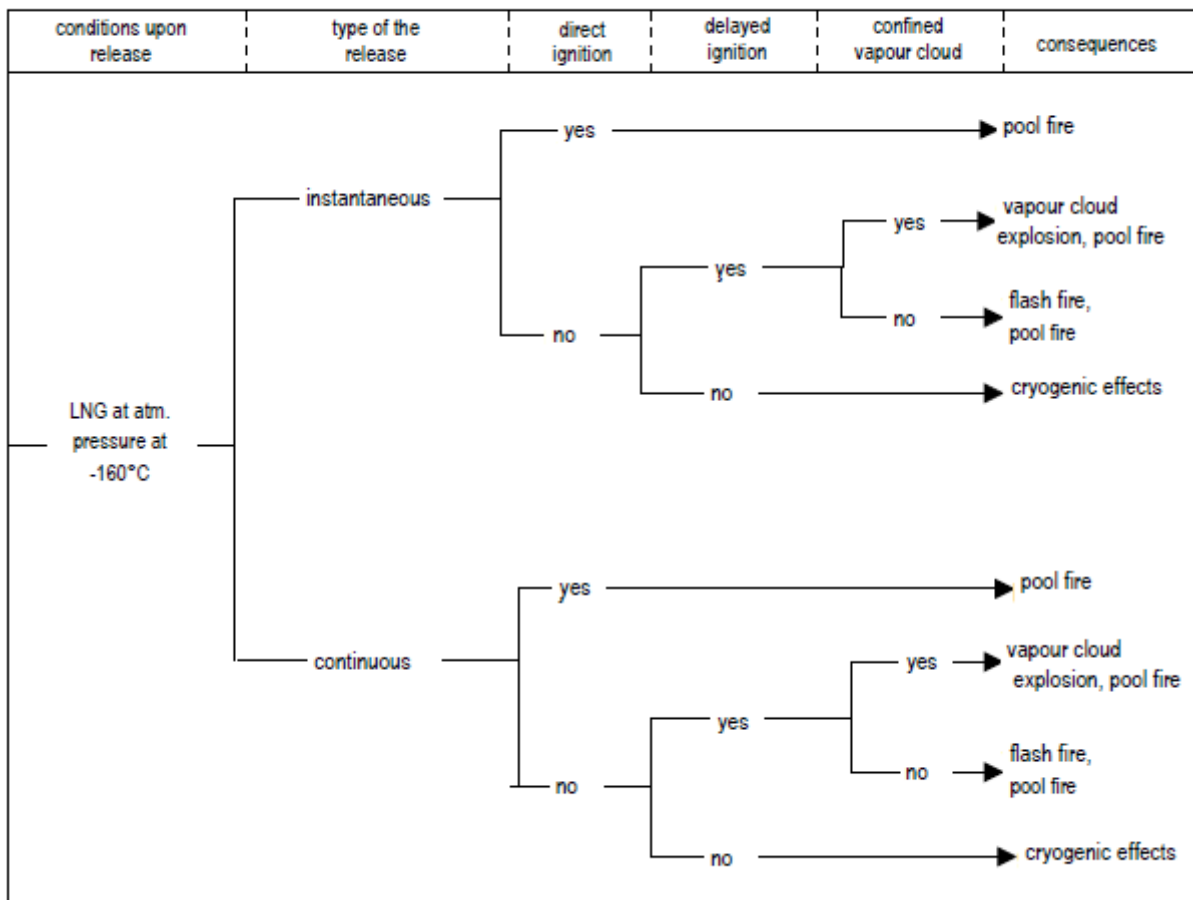 conditions upon
release
type of the
release
direct
ignition
delayed
ignition
confined
vapour cloud
consequences
yes
pool fire
instantaneous
yes
vapour cloud
explosion, pool fire
yes
no
flash fire,
pool fire
no
no
cryogenic effects
LNG at atm.
pressure at
-160°C
yes
pool fire
continuous
yes
vapour cloud
explosion, pool fire
yes
no
flash fire,
pool fire
no
no
cryogenic effects